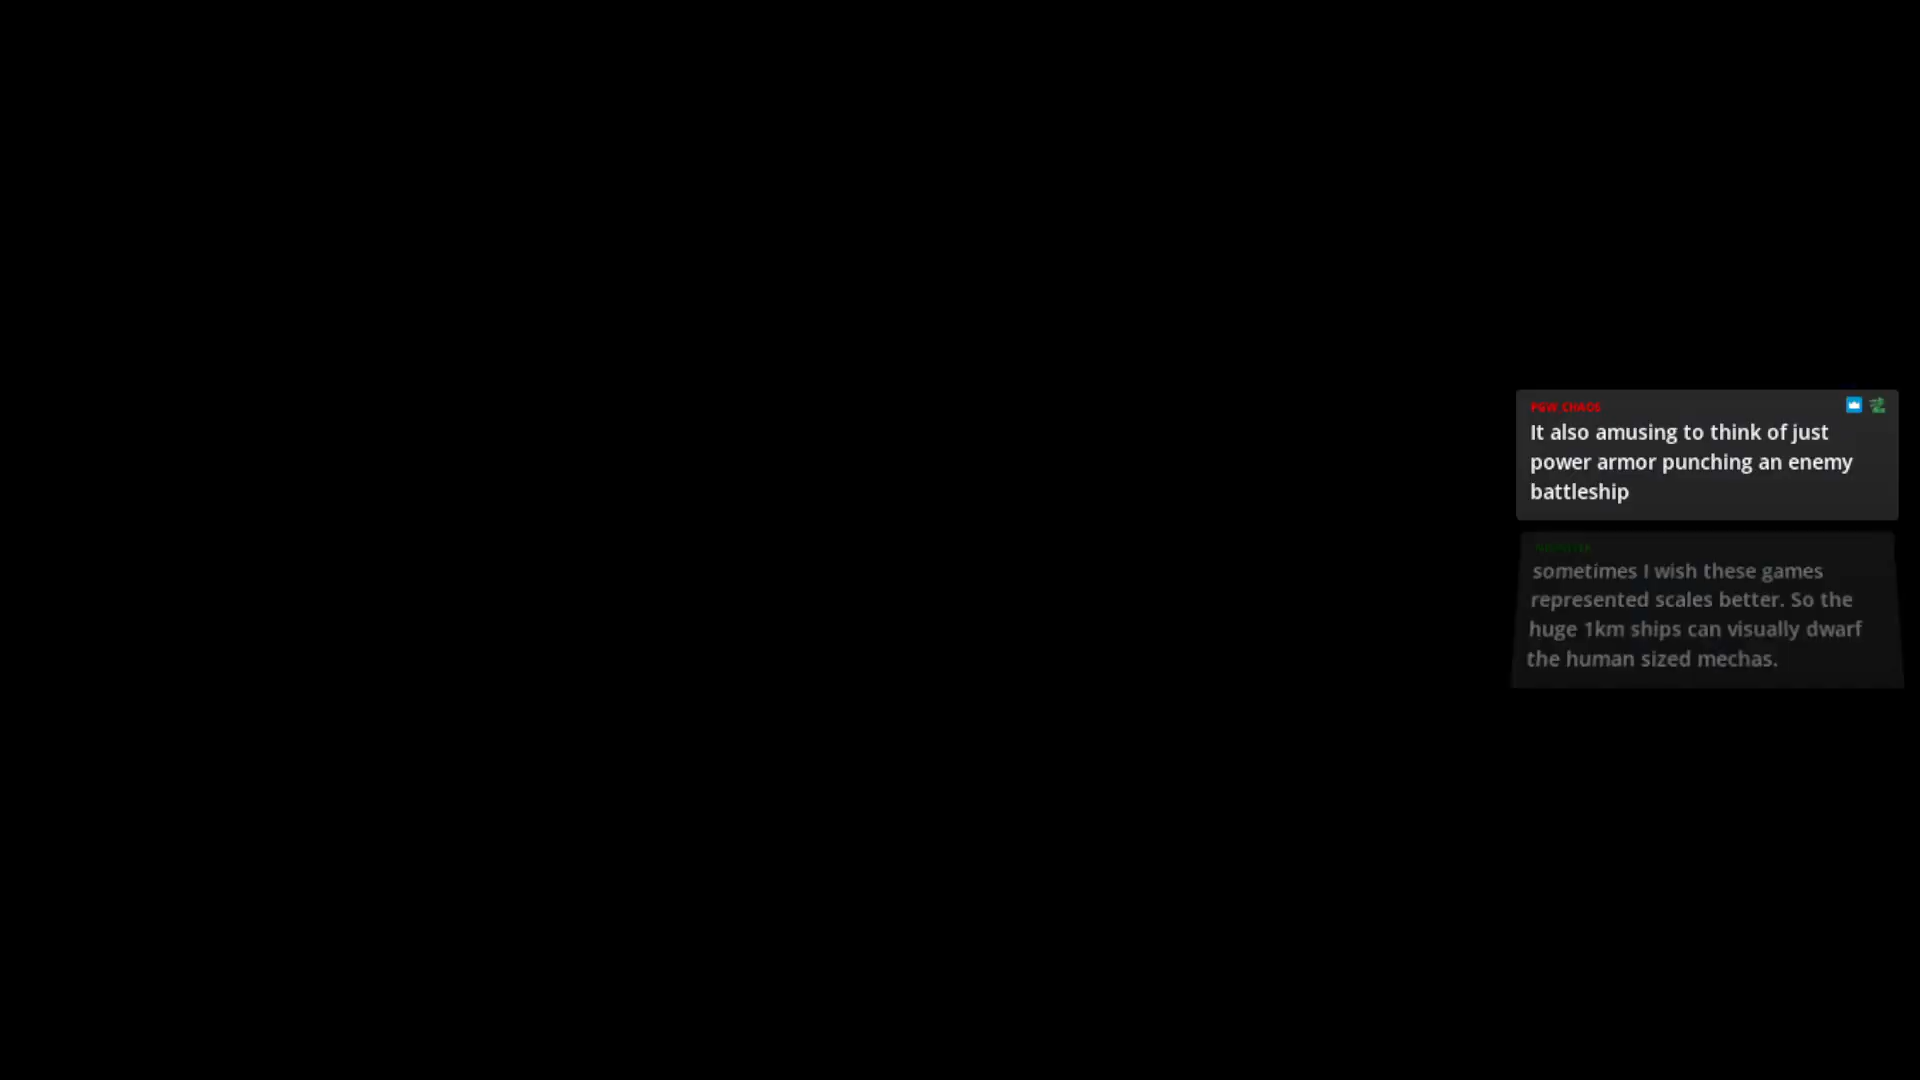 PGW CHAOS
It also amusing to think of just
power armor punching an enemy
battleship
sometimes I wish these games
represented scales better. So the
huge 1km ships can visually dwarf
the human sized mechas.